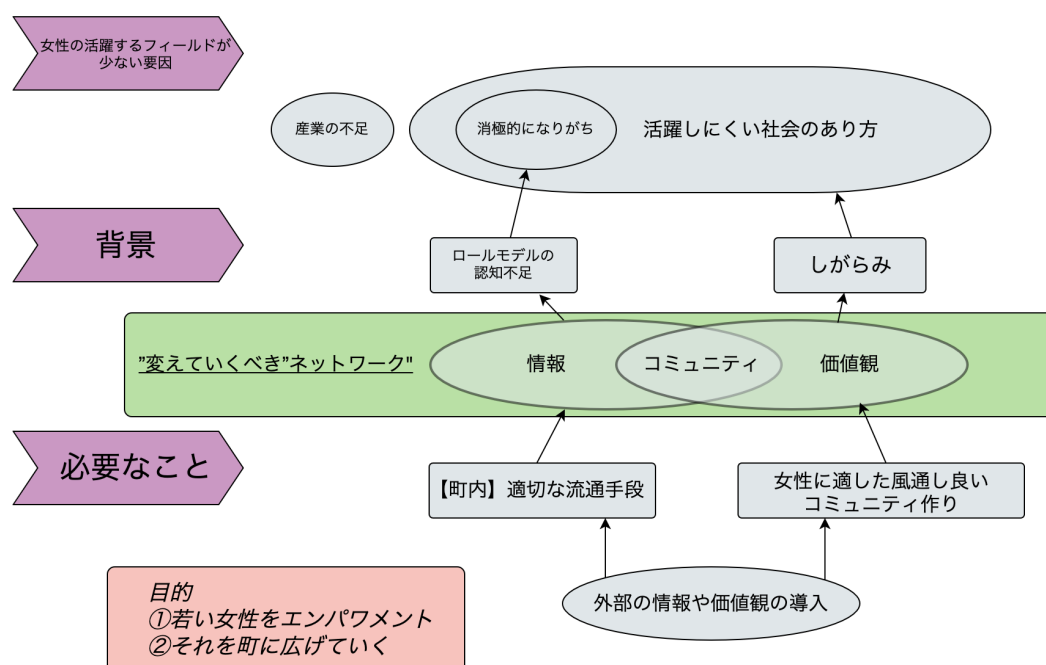 女性の活躍するフィールドが
少ない要因
産業の不足
消極的になりがち
活躍しにくい社会のあり方
背景
ロールモデルの
認知不足
しがらみ
”変えていくべき”ネットワーク"
情報
コミュニティ
価値観
必要なこと
【町内】適切な流通手段
女性に適した風通し良い
コミュニティ作り
外部の情報や価値観の導入
目的
①若い女性をエンパワメント
②それを町に広げていく